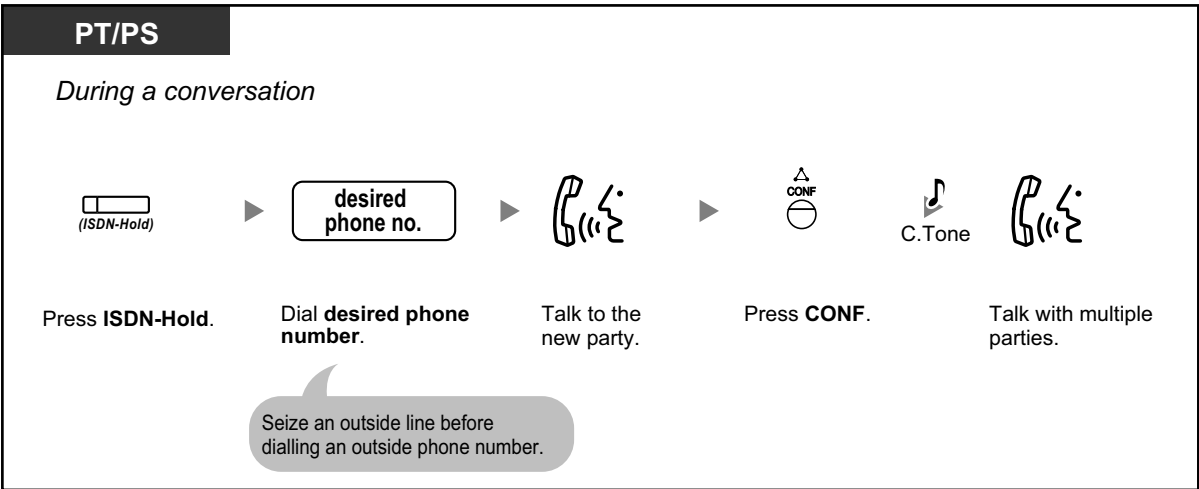 PT/PS
During a conversation
(ISDN-Hold)
desired
phone no.
CONF
C.Tone
Press ISDN-Hold.
Dial desired phone
number.
Talk to the
new party.
Press CONF.
Talk with multiple
parties.
Seize an outside line before
dialling an outside phone number.